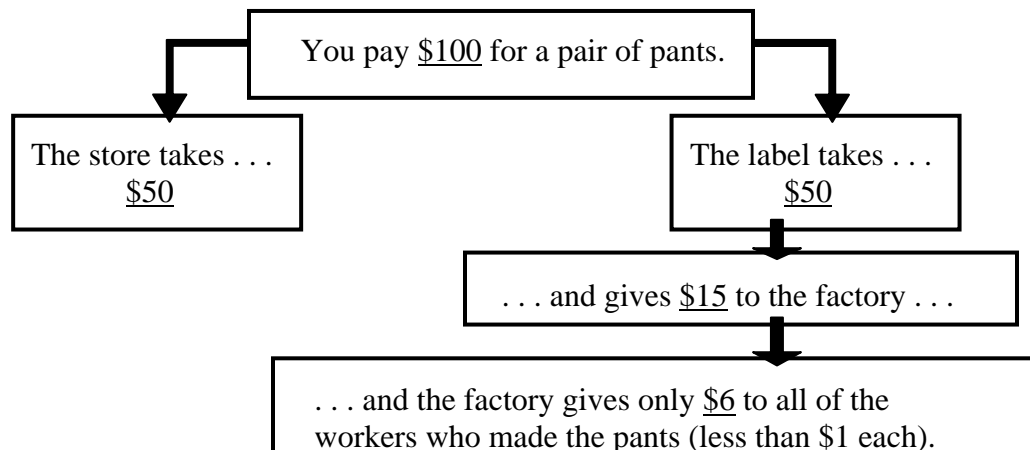 You pay $100 for a pair of pants.
The store takes . . .
$50
The label takes . . .
$50
. . . and gives $15 to the factory . . .
. . . and the factory gives only $6 to all of the
workers who made the pants (less than $1 each).